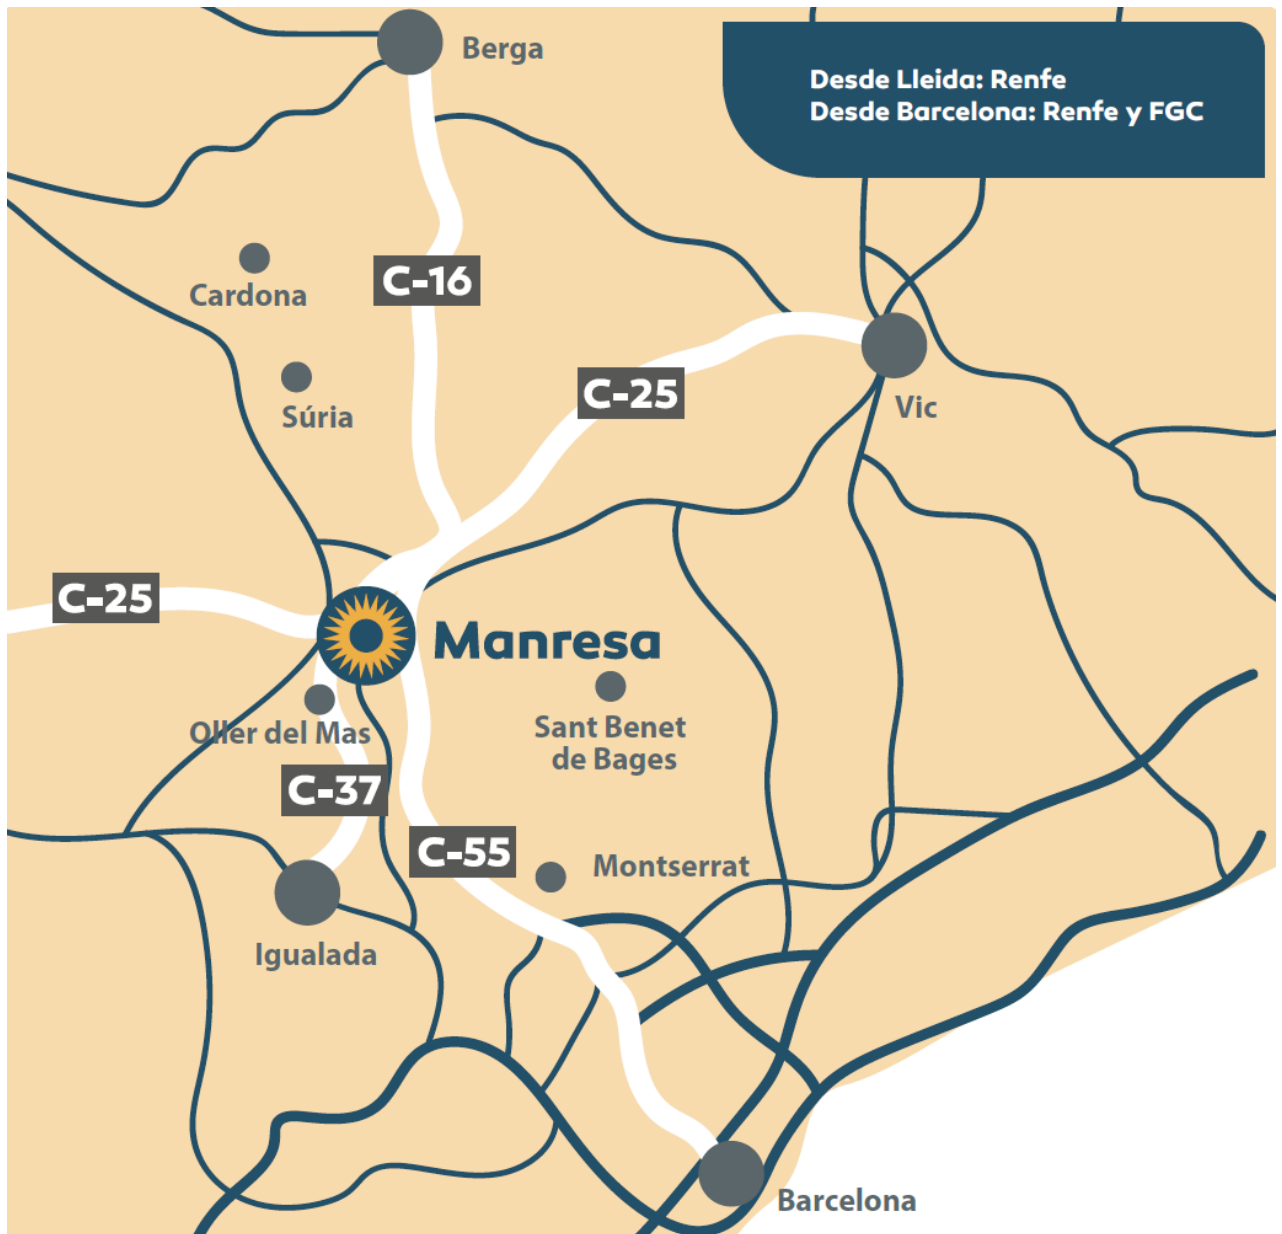 Berga
Desde Lleida: Renfe
Desde Barcelona: Renfe y FGC
Cardona
C-16
Súria
C-25
Vic
C-25
Manresa
Oller del Mas
Sant Benet
de Bages
C-37
C-55
Montserrat
Igualada
Barcelona